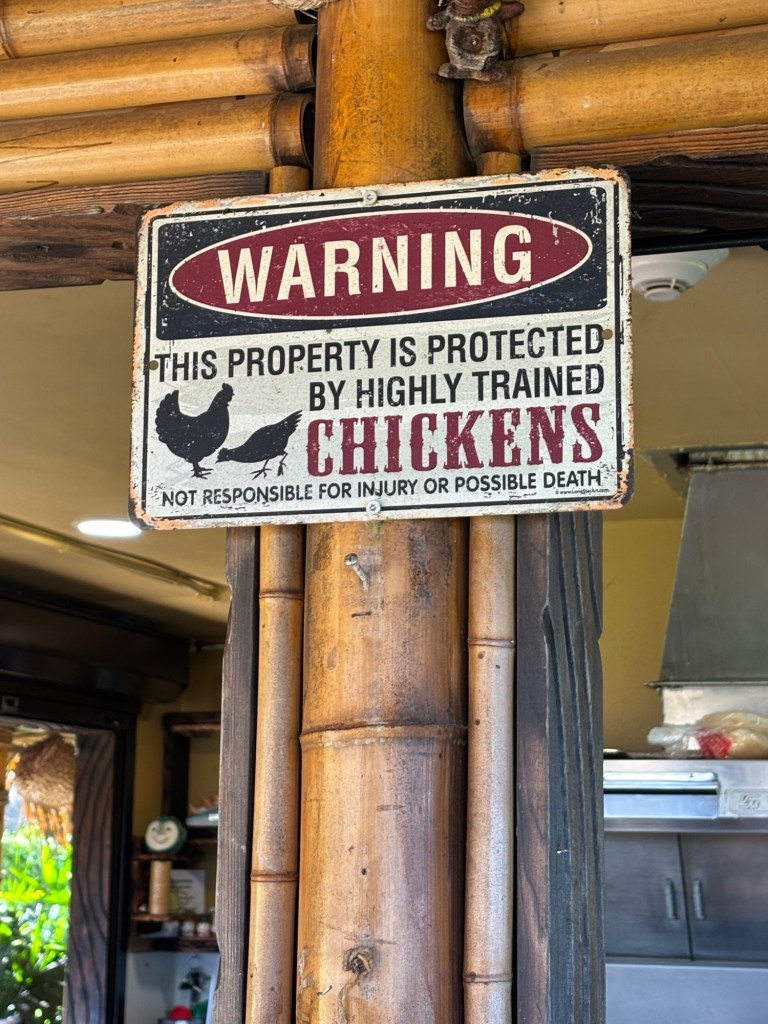 WARNING
THIS PROPERTY IS PROTECTED
BY HIGHLY TRAINED
CHICKENS
NOT RESPONSIBLE FOR INJURY OR POSSIBLE DEATH